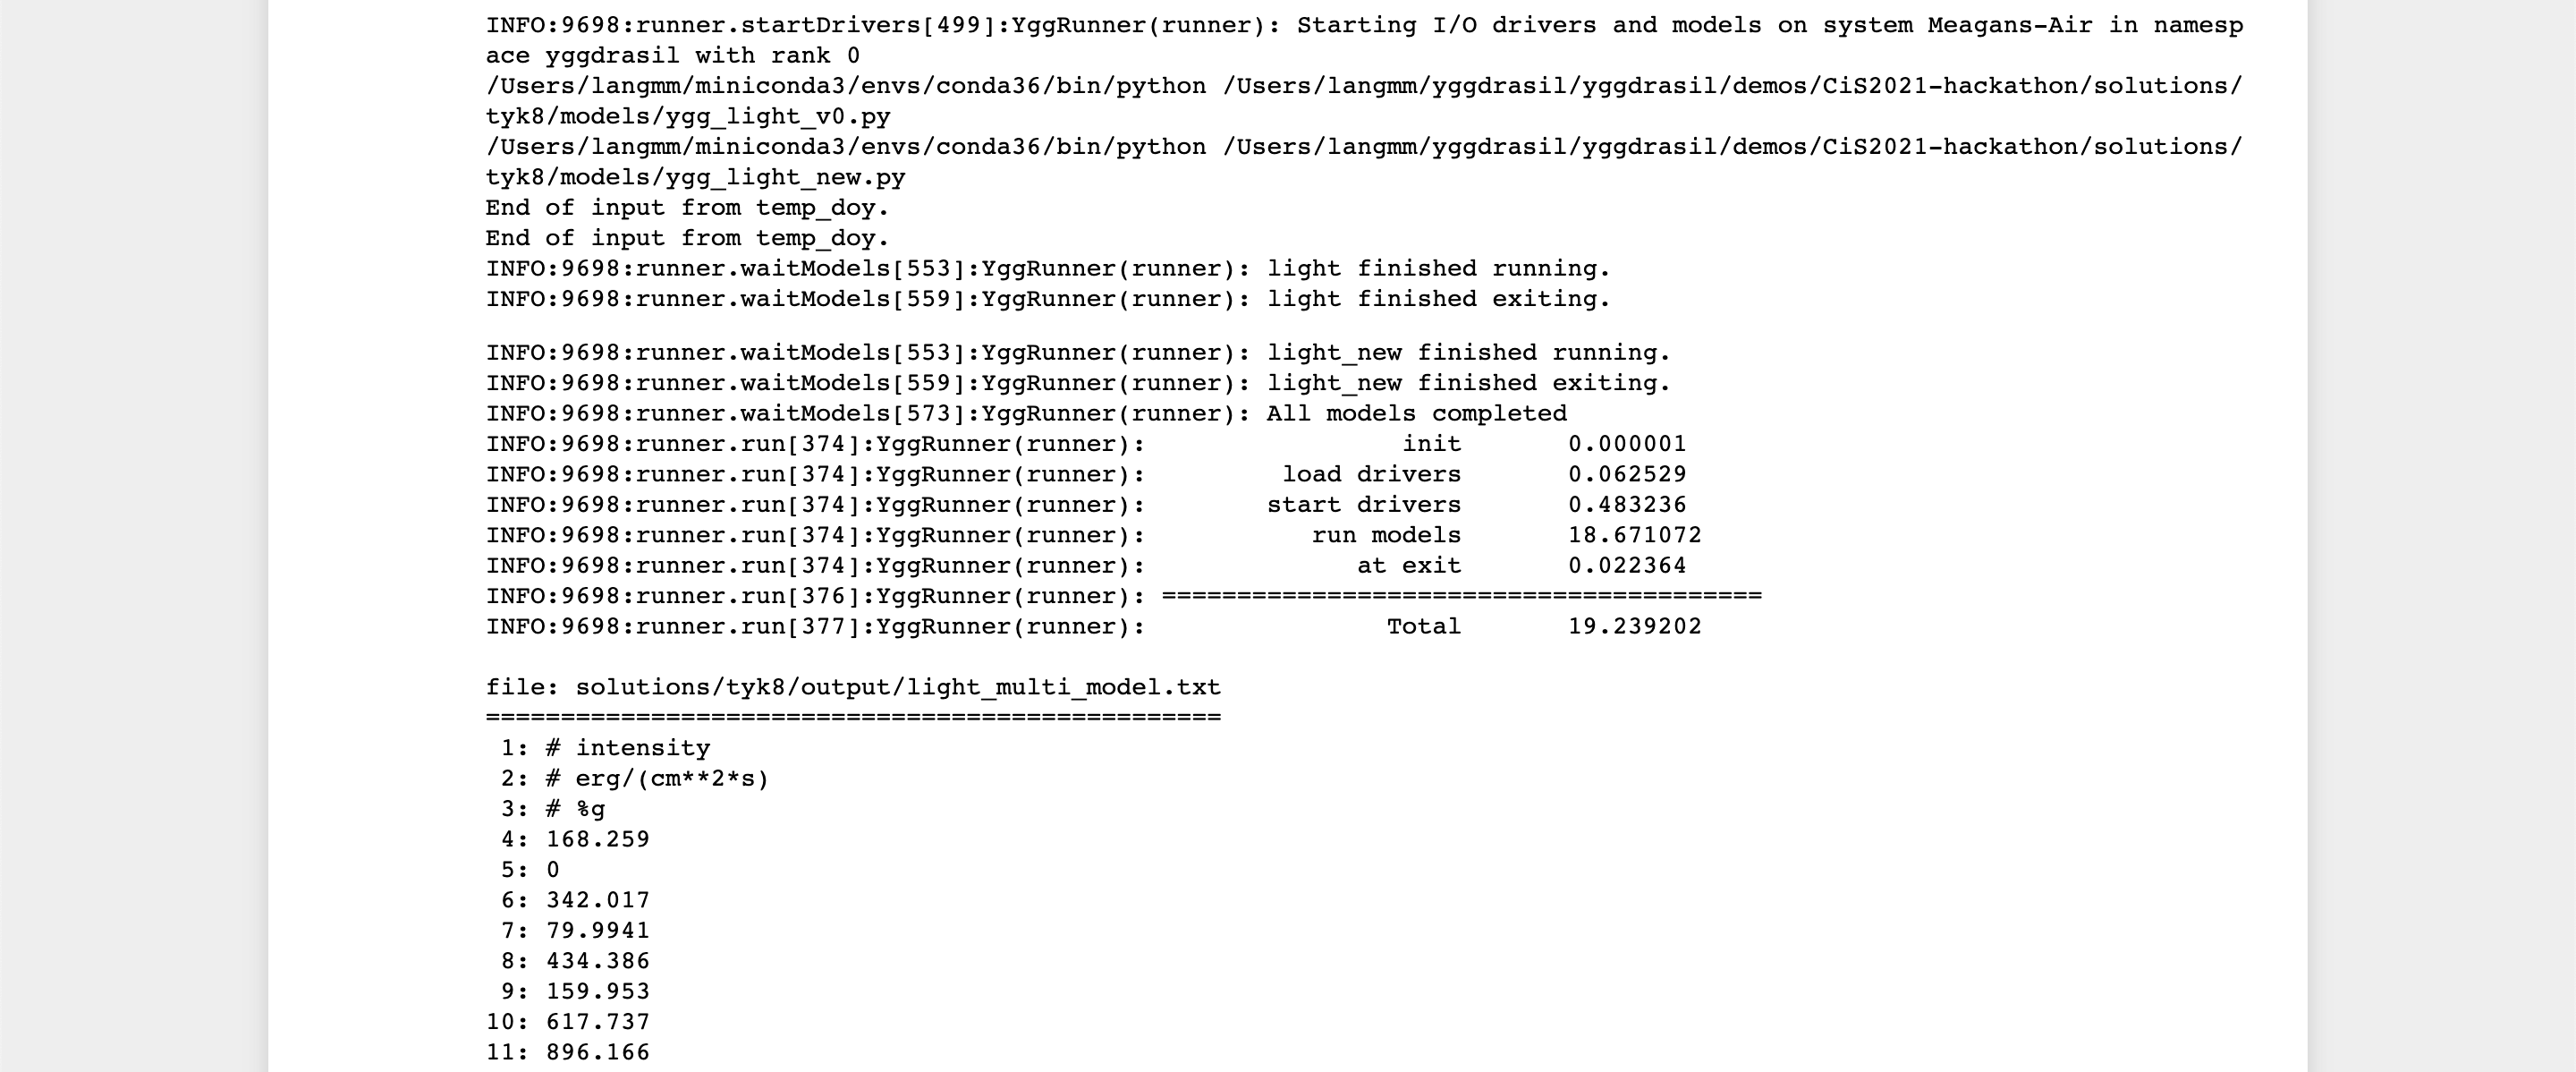 INFO:9698:runner.startDrivers[499]:YggRunner(runner): Starting I/O drivers and models on system Meagans-Air in namesp
ace yggdrasil with rank 0
/Users/langmm/miniconda3/envs/conda36/bin/python /Users/langmm/yggdrasil/yggdrasil/demos/CiS2021-hackathon/solutions/
tyk8/models/ygg_light_v0.py
/Users/langmm/miniconda3/envs/conda36/bin/python /Users/langmm/yggdrasil/yggdrasil/demos/CiS2021-hackathon/solutions/
tyk8/models/ygg_light_new.py
End of input from temp_doy.
End of input from temp_doy.
INFO:9698:runner.waitModels[553]:YggRunner(runner): light finished running.
INFO:9698:runner.waitModels[559]:YggRunner(runner): light finished exiting.
INFO:9698:runner.waitModels[553]:YggRunner(runner): light_new finished running.
INFO:9698:runner.waitModels[559]:YggRunner(runner): light_new finished exiting.
INFO:9698:runner.waitModels[573]:YggRunner(runner): All models completed
INFO:9698:runner.run[374]:YggRunner(runner):                 init       0.000001
INFO:9698:runner.run[374]:YggRunner(runner):         load drivers       0.062529
INFO:9698:runner.run[374]:YggRunner(runner):        start drivers       0.483236
INFO:9698:runner.run[374]:YggRunner(runner):           run models       18.671072
INFO:9698:runner.run[374]:YggRunner(runner):              at exit       0.022364
INFO:9698:runner.run[376]:YggRunner(runner): ========================================
INFO:9698:runner.run[377]:YggRunner(runner):                Total       19.239202
file: solutions/tyk8/output/light_multi_model.txt
=================================================
 1: # intensity
 2: # erg/(cm**2*s)
 3: # %g
 4: 168.259
 5: 0
 6: 342.017
 7: 79.9941
 8: 434.386
 9: 159.953
10: 617.737
11: 896.166